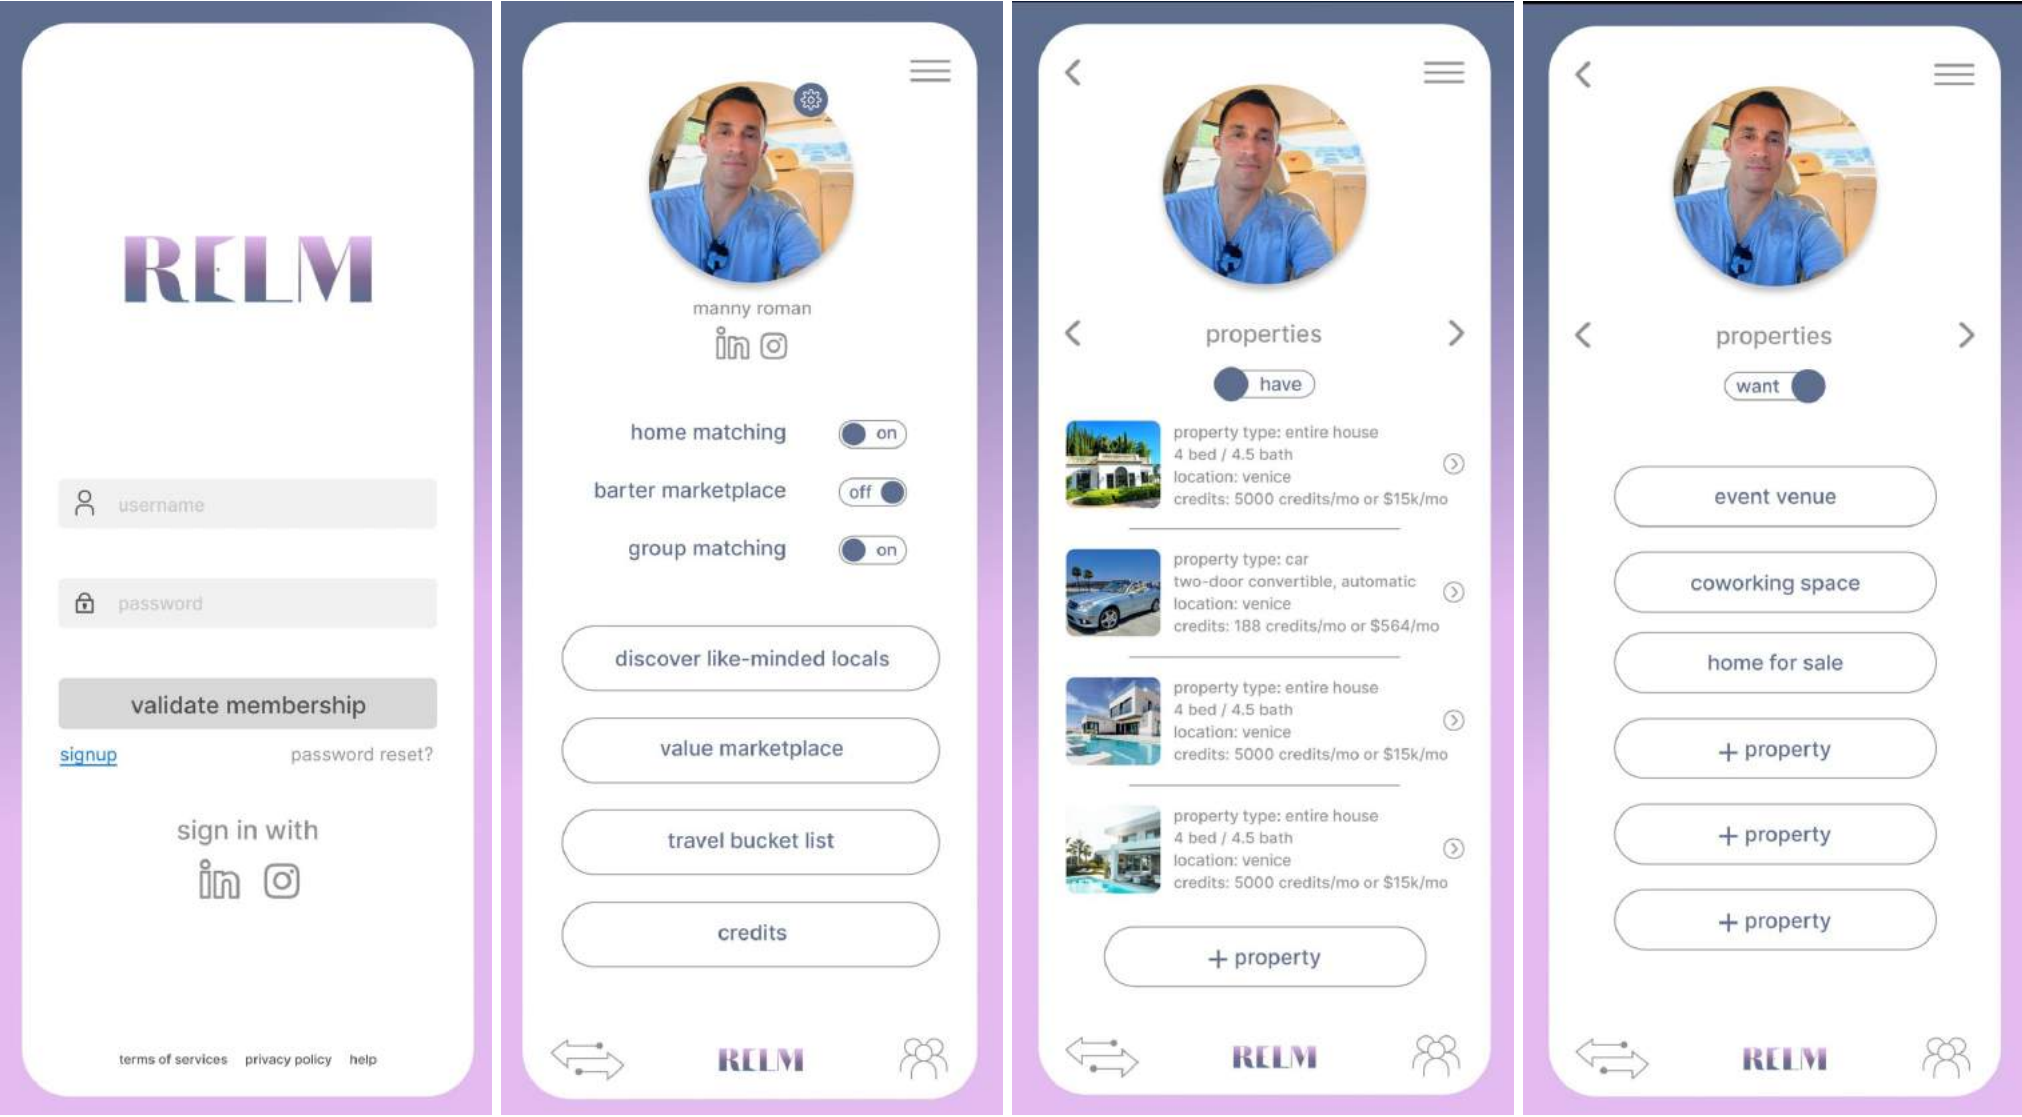 RELM
username
password
validate membership
signup
password reset?
sign in with
in
terms of services privacy policy help
manny roman
in
home matching on
barter marketplace off
group matching on
discover like-minded locals
value marketplace
travel bucket list
credits
RELM
properties
have
property type: entire house
4 bed / 4.5 bath
location: venice
credits: 5000 credits/mo or $15k/mo
property type: car
two-door convertible, automatic
location: venice
credits: 188 credits/mo or $564/mo
property type: entire house
4 bed / 4.5 bath
location: venice
credits: 5000 credits/mo or $15k/mo
property type: entire house
4 bed / 4.5 bath
location: venice
credits: 5000 credits/mo or $15k/mo
+ property
RELM
properties
want
event venue
coworking space
home for sale
+ property
+ property
+ property
RELM